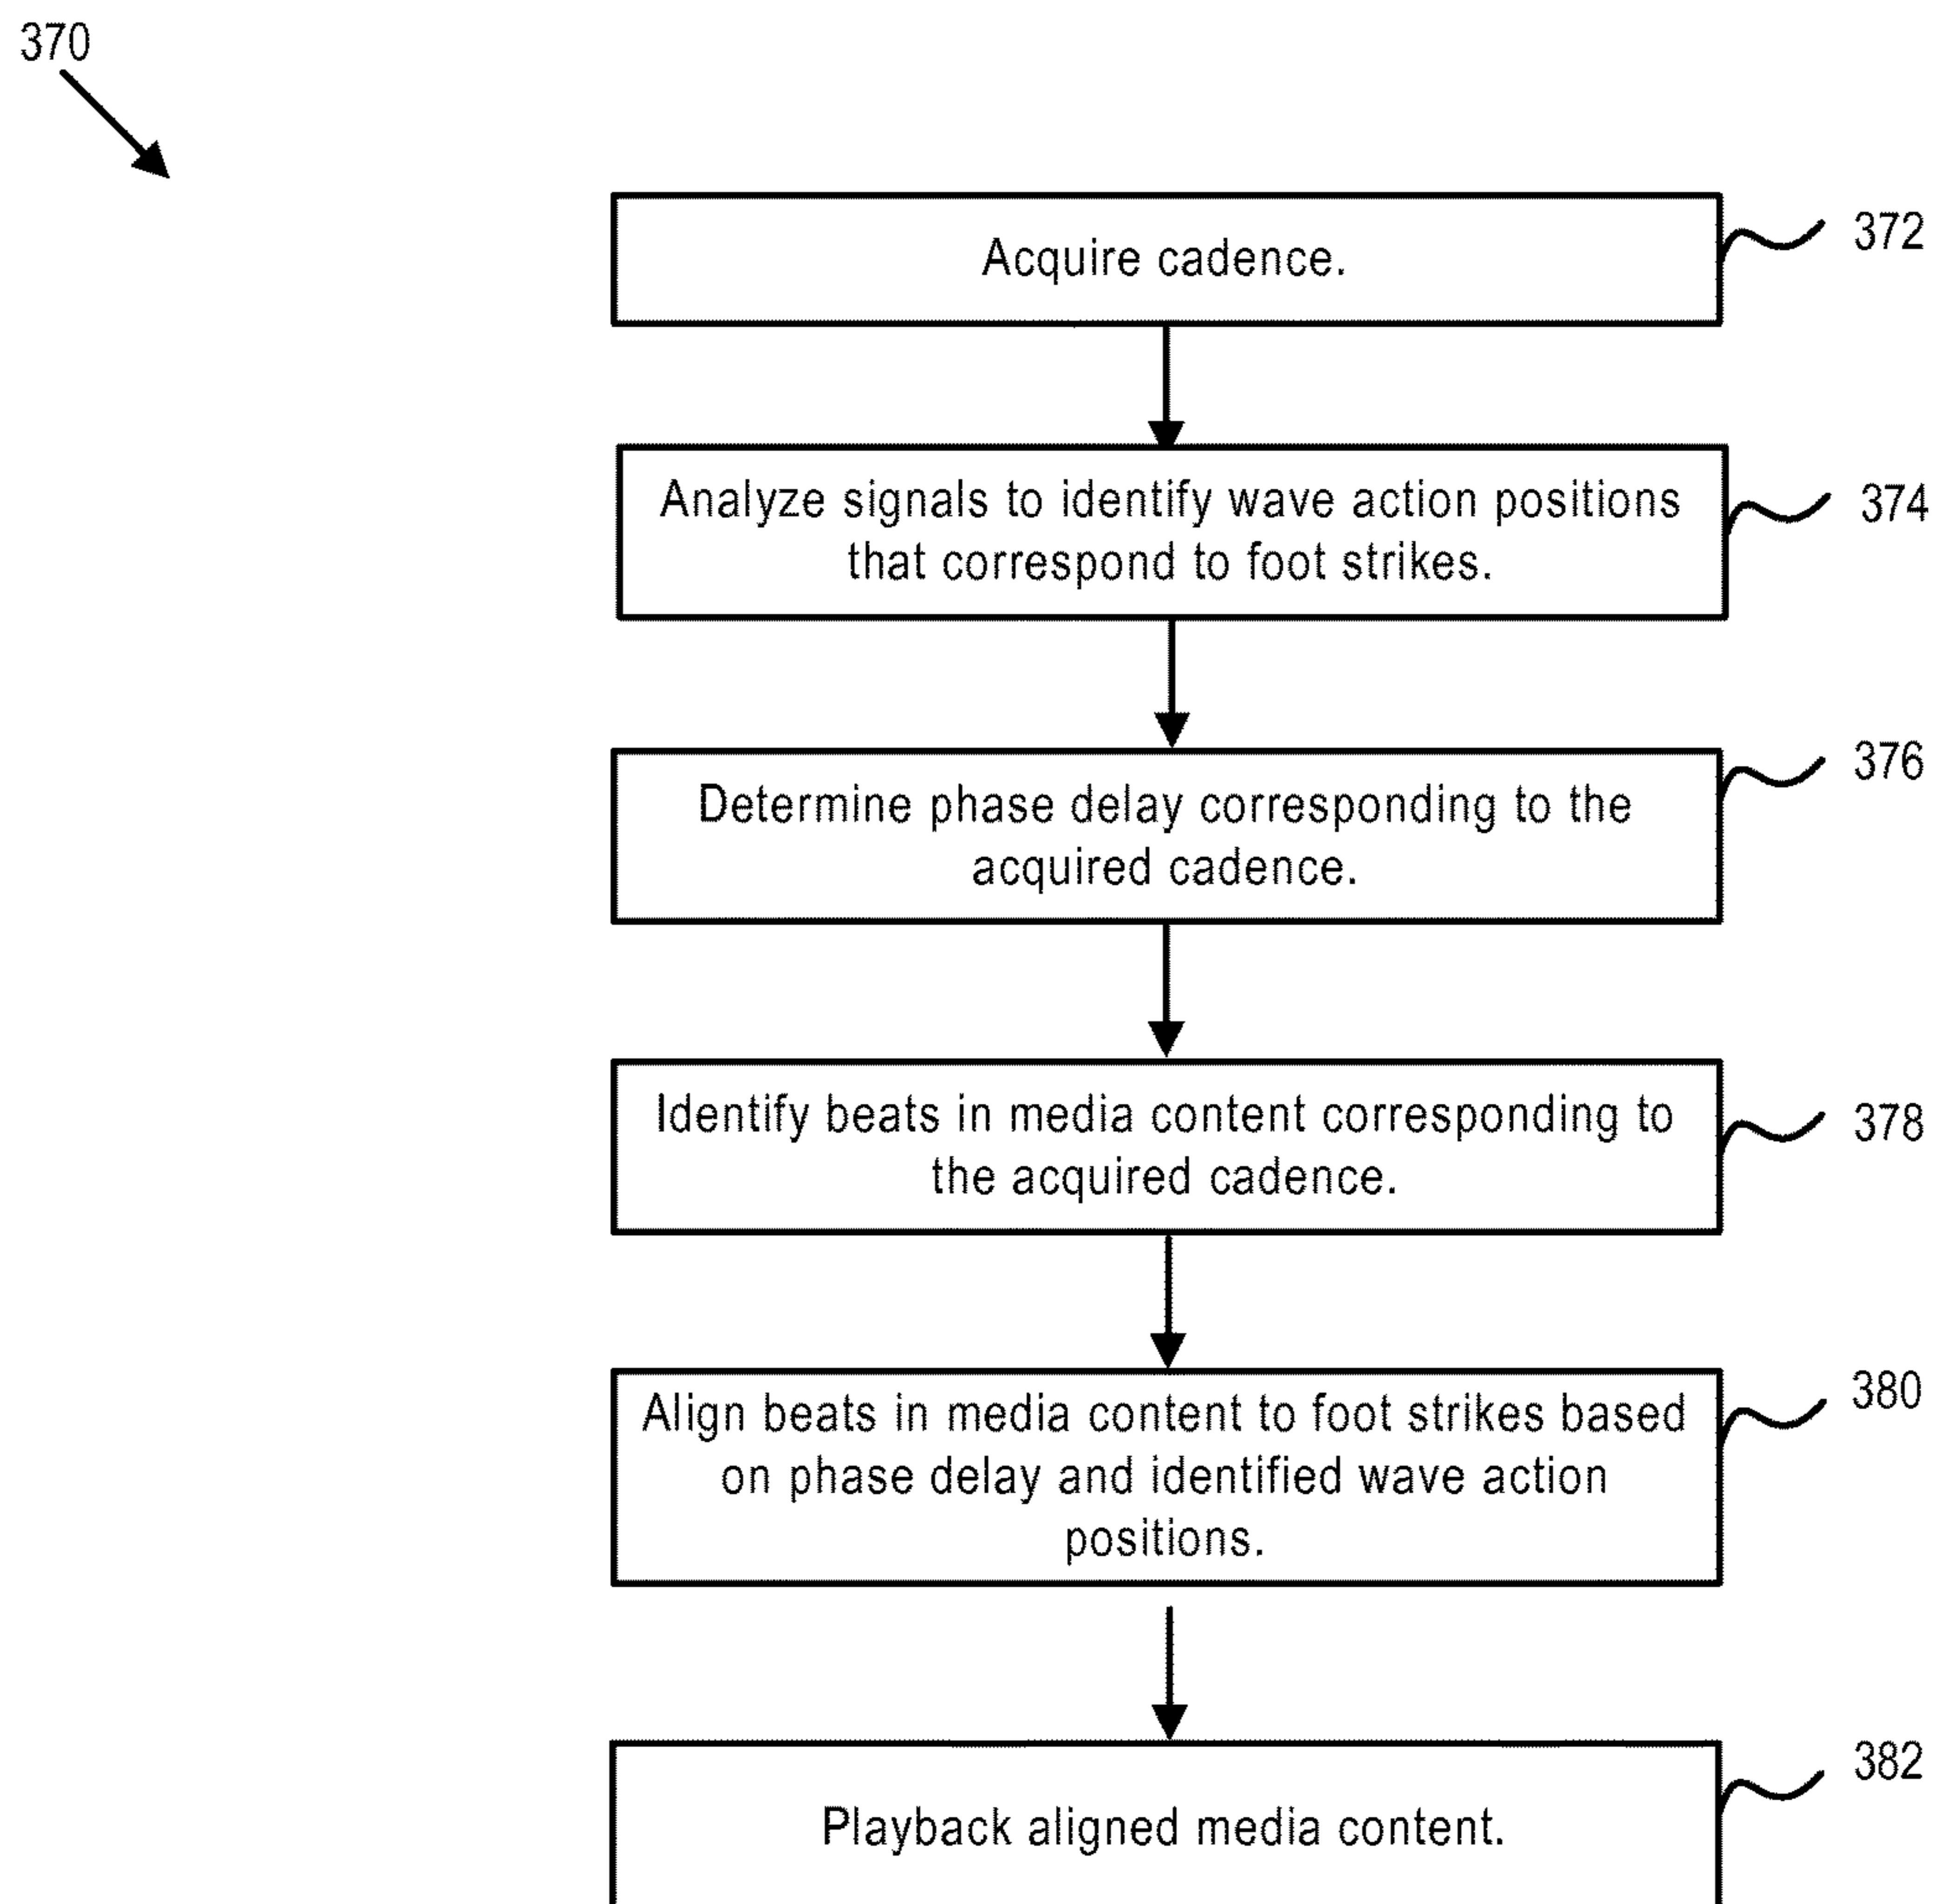 370
Acquire cadence.
372
Analyze signals to identify wave action positions
that correspond to foot strikes.
374
Determine phase delay corresponding to the
acquired cadence.
376
Identify beats in media content corresponding to
the acquired cadence.
378
Align beats in media content to foot strikes based
on phase delay and identified wave action
positions.
380
Playback aligned media content.
382